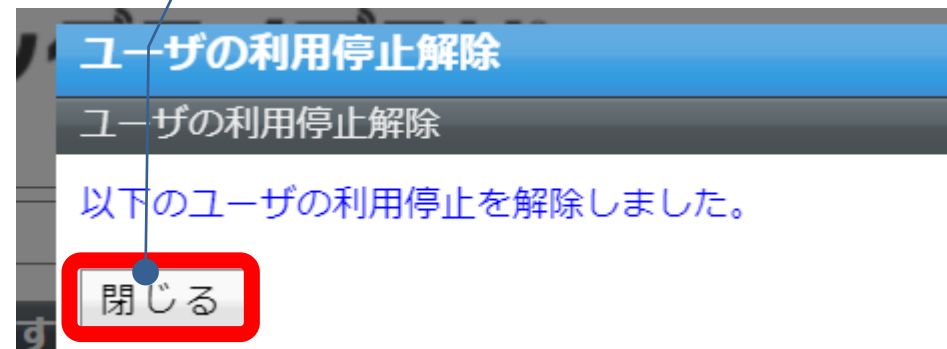 ユーザの利用停止解除
ユーザの利用停止解除
以下のユーザの利用停止を解除しました。
閉じる
す